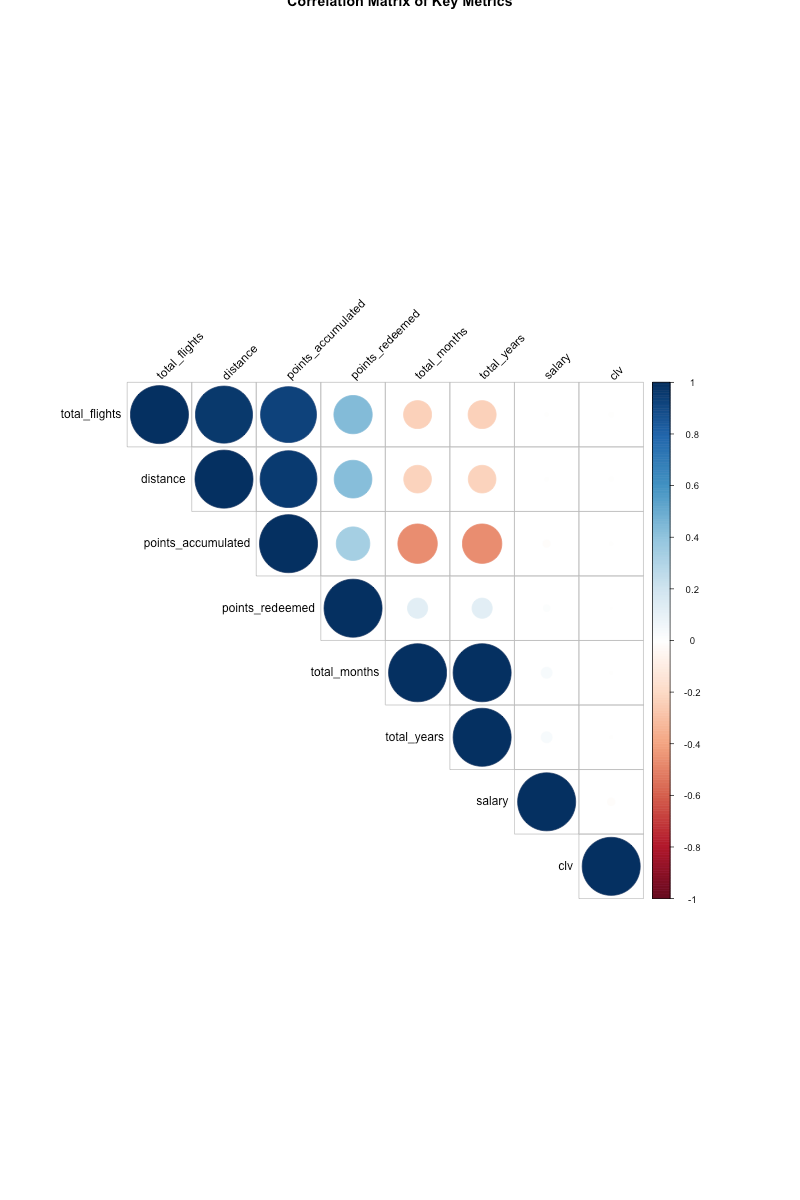 Correlation Matrix of Key Metrics
total_flights
distance
points_accumulated
points_redeemed
total_months
total_years
salary
clv
total_flights
distance
points_accumulated
points_redeemed
total_months
total_years
salary
clv
1
0.8
0.6
0.4
0.2
0
-0.2
-0.4
-0.6
-0.8
-1